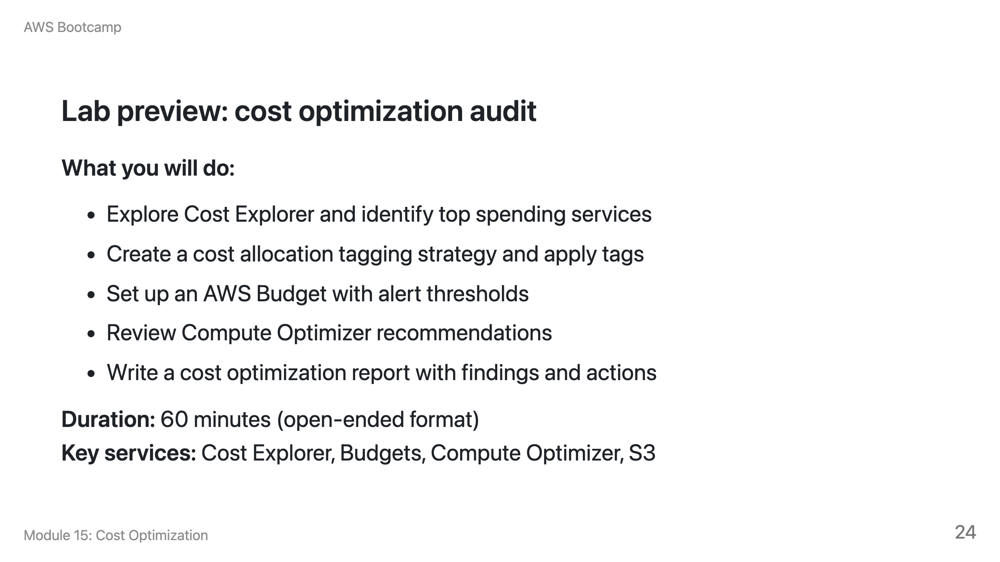 AWS Bootcamp
Lab preview: cost optimization audit
What you will do:
• Explore Cost Explorer and identify top spending services
• Create a cost allocation tagging strategy and apply tags
• Set up an AWS Budget with alert thresholds
• Review Compute Optimizer recommendations
• Write a cost optimization report with findings and actions
Duration: 60 minutes (open-ended format)
Key services: Cost Explorer, Budgets, Compute Optimizer, S3
Module 15: Cost Optimization
24